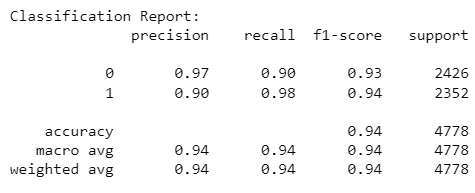 Classification Report:
precision recall f1-score support
0 0.97 0.90 0.93 2426
1 0.90 0.98 0.94 2352
accuracy 0.94 4778
macro avg 0.94 0.94 0.94 4778
weighted avg 0.94 0.94 0.94 4778